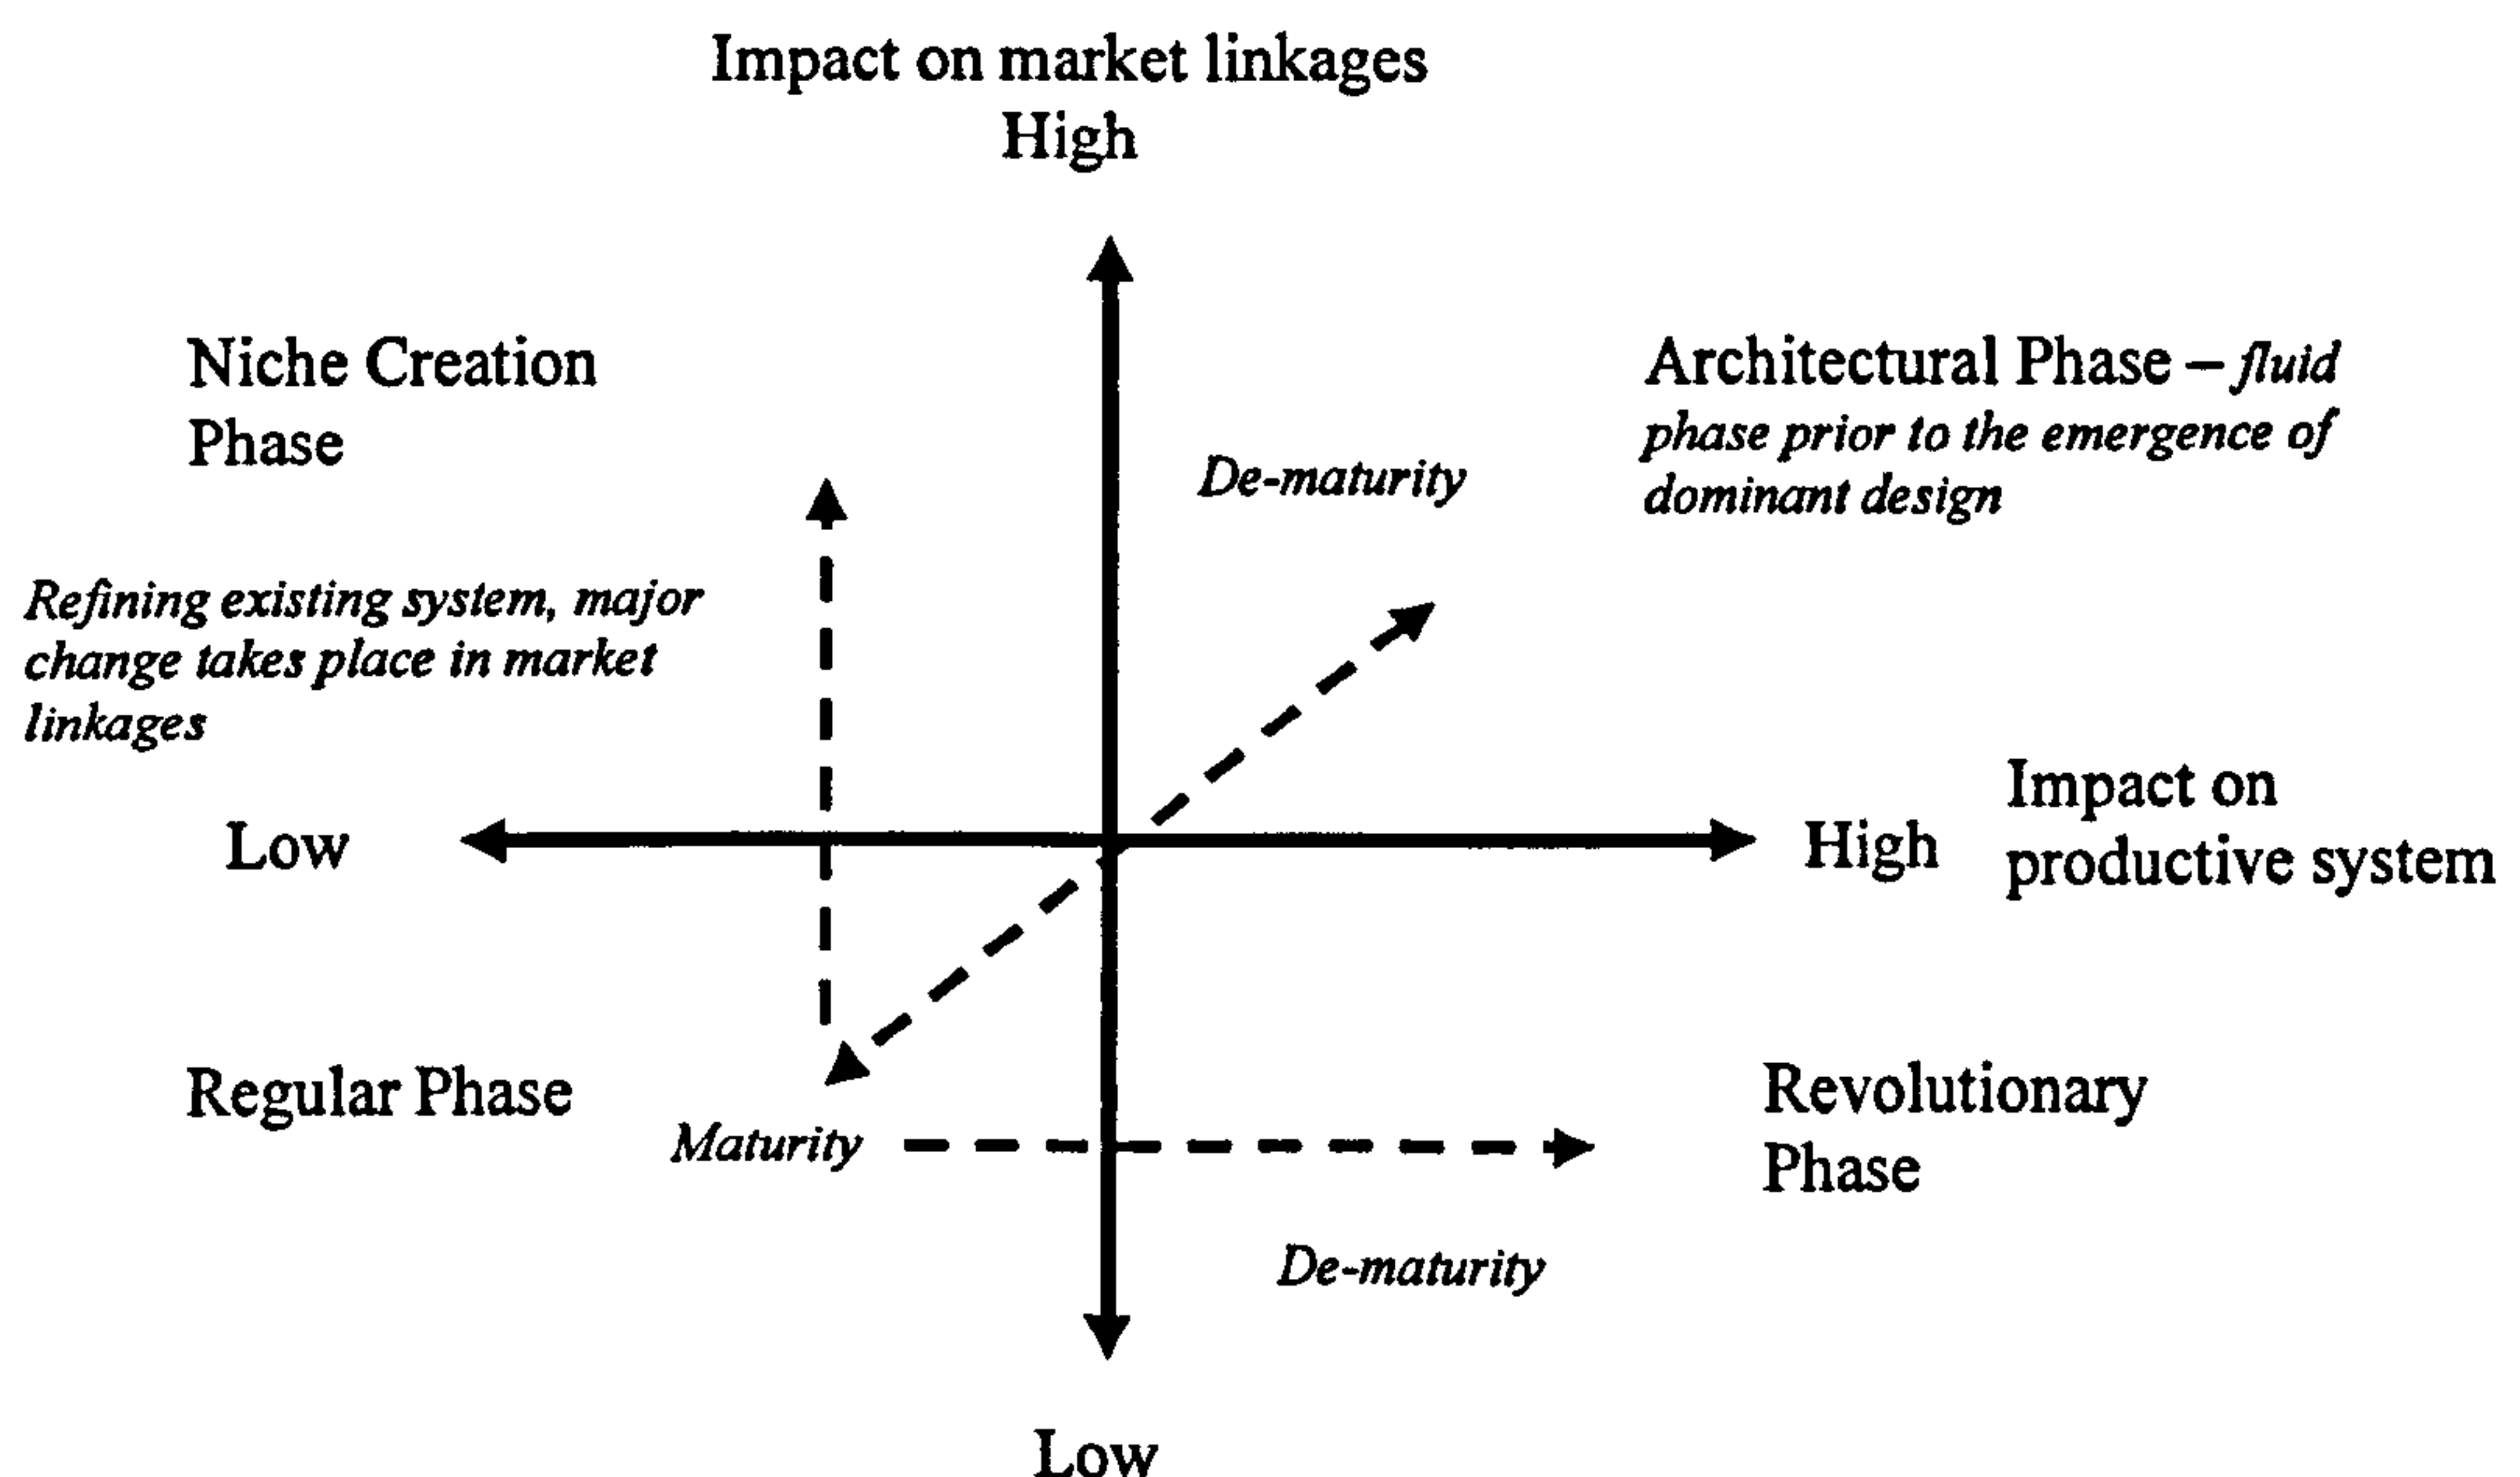 Impact on market linkages
High
Niche Creation
Phase
Architectural Phase – fluid
phase prior to the emergence of
dominant design
De-maturity
Refining existing system, major
change takes place in market
linkages
Low
High
Impact on
productive system
Regular Phase
Maturity
Revolutionary
Phase
De-maturity
Low